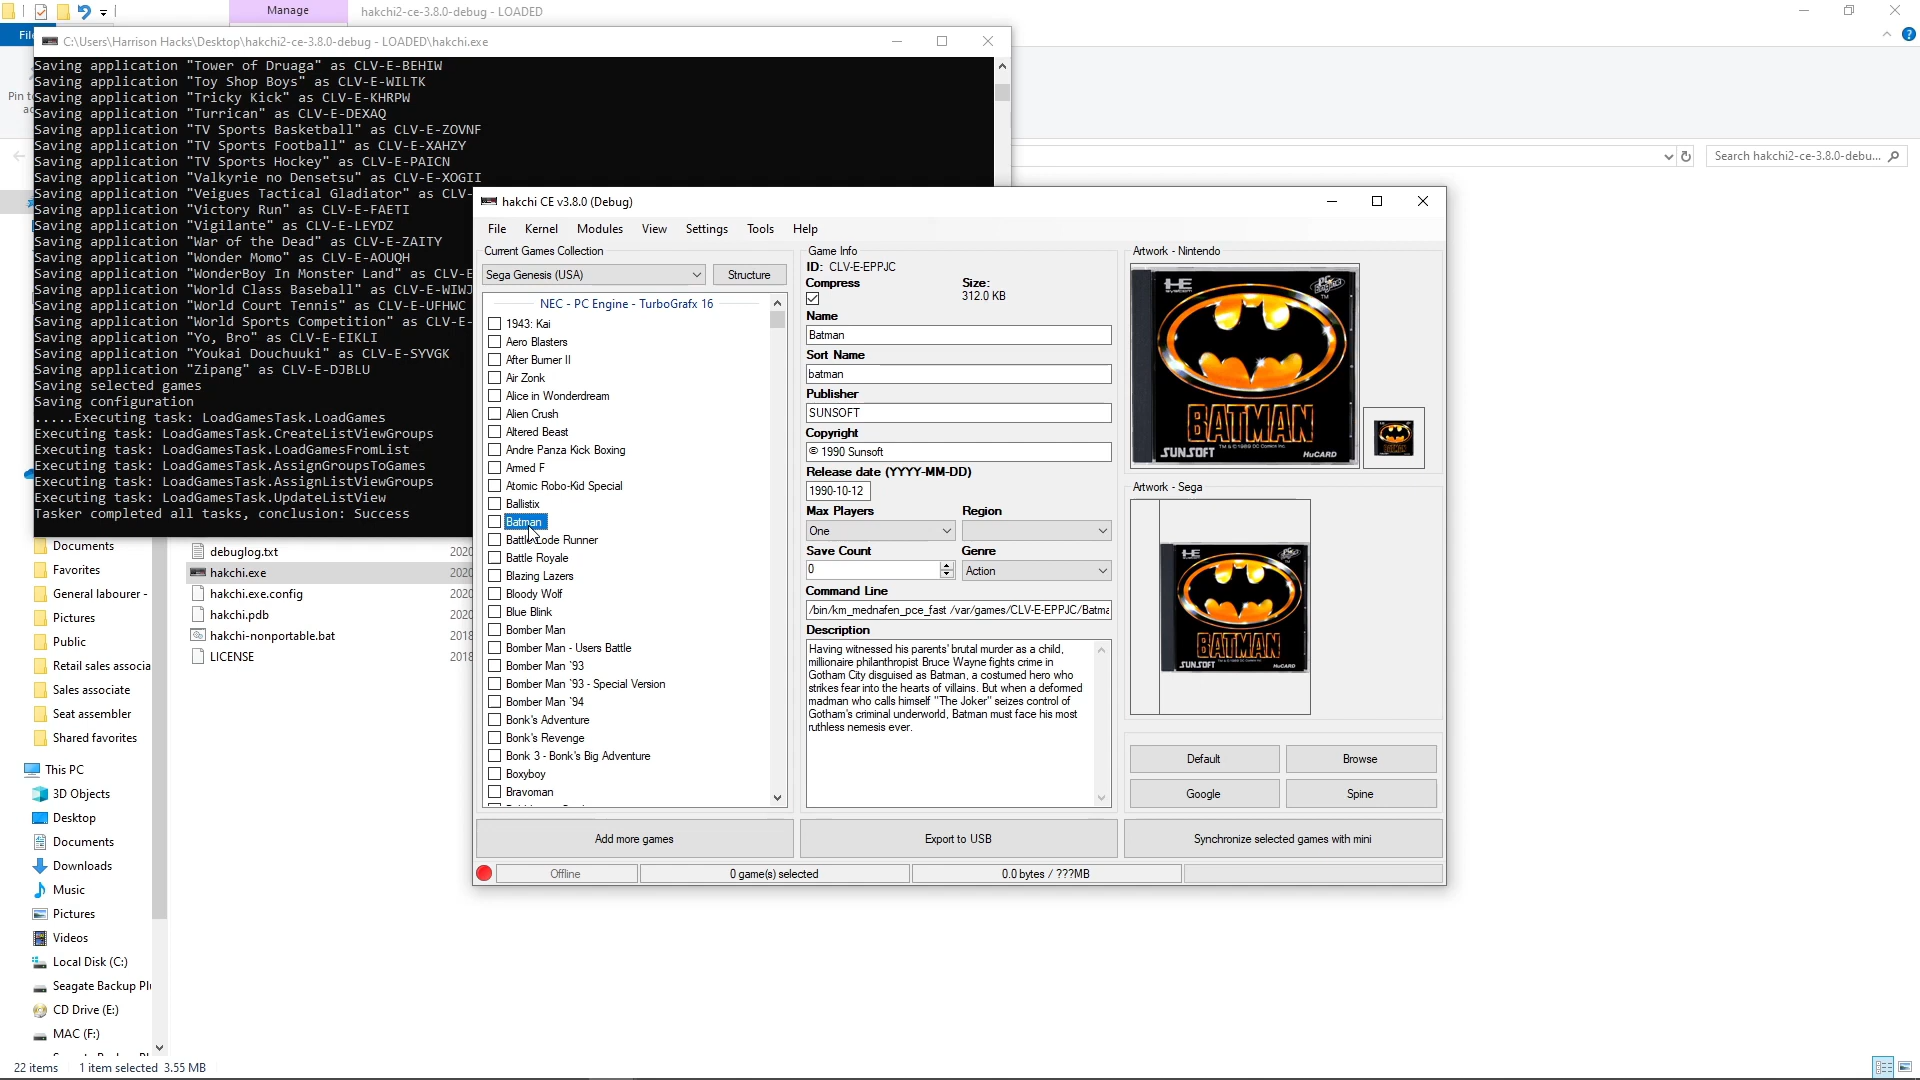 Manage
hakchi2-ce-3.8.0-debug - LOADED
C:\Users\Harrison Hacks\Desktop\hakchi2-ce-3.8.0-debug - LOADED\hakchi.exe
Saving application "Tower of Druaga" as CLV-E-BEHIW
Saving application "Toy Shop Boys" as CLV-E-WILTK
Saving application "Tricky Kick" as CLV-E-KHRPW
Saving application "Turrican" as CLV-E-DEXAQ
Saving application "TV Sports Basketball" as CLV-E-ZOVNF
Saving application "TV Sports Football" as CLV-E-XAHZY
Saving application "TV Sports Hockey" as CLV-E-PAICN
Saving application "Valkyrie no Densetsu" as CLV-E-XOGII
Saving application "Veigues Tactical Gladiator" as CLV-
Saving application "Victory Run" as CLV-E-FAETI
Saving application "Vigilante" as CLV-E-LEYDZ
Saving application "War of the Dead" as CLV-E-ZAITY
Saving application "Wonder Momo" as CLV-E-AOUQH
Saving application "WonderBoy In Monster Land" as CLV-E
Saving application "World Class Baseball" as CLV-E-WIWJ
Saving application "World Court Tennis" as CLV-E-UFHWC
Saving application "World Sports Competition" as CLV-E-
Saving application "Yo, Bro" as CLV-E-EIKLI
Saving application "Youkai Douchuuki" as CLV-E-SYVGK
Saving application "Zipang" as CLV-E-DJBLU
Saving selected games
Saving configuration
.....Executing task: LoadGamesTask.LoadGames
Executing task: LoadGamesTask.CreateListViewGroups
Executing task: LoadGamesTask.LoadGamesFromList
Executing task: LoadGamesTask.AssignGroupsToGames
Executing task: LoadGamesTask.AssignListViewGroups
Executing task: LoadGamesTask.UpdateListView
Tasker completed all tasks, conclusion: Success
Search hakchi2-ce-3.8.0-debu...
Documents
Favorites
General labourer -
Pictures
Public
Retail sales associa
Sales associate
Seat assembler
Shared favorites
This PC
3D Objects
Desktop
Documents
Downloads
Music
Pictures
Videos
Local Disk (C:)
Seagate Backup Plu
CD Drive (E:)
MAC (F:)
debuglog.txt 2020
hakchi.exe 2020
hakchi.exe.config 2020
hakchi.pdb 2020
hakchi-nonportable.bat 2018
LICENSE 2018
22 items 1 item selected 3.55 MB
hakchi CE v3.8.0 (Debug)
File Kernel Modules View Settings Tools Help
Current Games Collection
Sega Genesis (USA) Structure
NEC - PC Engine - TurboGrafx 16
1943: Kai
Aero Blasters
After Burner II
Air Zonk
Alice in Wonderdream
Alien Crush
Altered Beast
Andre Panza Kick Boxing
Armed F
Atomic Robo-Kid Special
Ballistix
Batman
Battle Lode Runner
Battle Royale
Blazing Lazers
Bloody Wolf
Blue Blink
Bomber Man
Bomber Man - Users Battle
Bomber Man `93
Bomber Man `93 - Special Version
Bomber Man `94
Bonk's Adventure
Bonk's Revenge
Bonk 3 - Bonk's Big Adventure
Boxyboy
Bravoman
Game Info
ID: CLV-E-EPPJC
Compress Size:
312.0 KB
Name
Batman
Sort Name
batman
Publisher
SUNSOFT
Copyright
© 1990 Sunsoft
Release date (YYYY-MM-DD)
1990-10-12
Max Players Region
One
Save Count Genre
0 Action
Command Line
/bin/km_mednafen_pce_fast /var/games/CLV-E-EPPJC/Batma
Description
Having witnessed his parents' brutal murder as a child,
millionaire philanthropist Bruce Wayne fights crime in
Gotham City disguised as Batman, a costumed hero who
strikes fear into the hearts of villains. But when a deformed
madman who calls himself "The Joker" seizes control of
Gotham's criminal underworld, Batman must face his most
ruthless nemesis ever.
Artwork - Nintendo
BATMAN
SUNSOFT HuCARD
Artwork - Sega
BATMAN
SUNSOFT HuCARD
Default Browse
Google Spine
Add more games Export to USB Synchronize selected games with mini
Offline 0 game(s) selected 0.0 bytes / ???MB